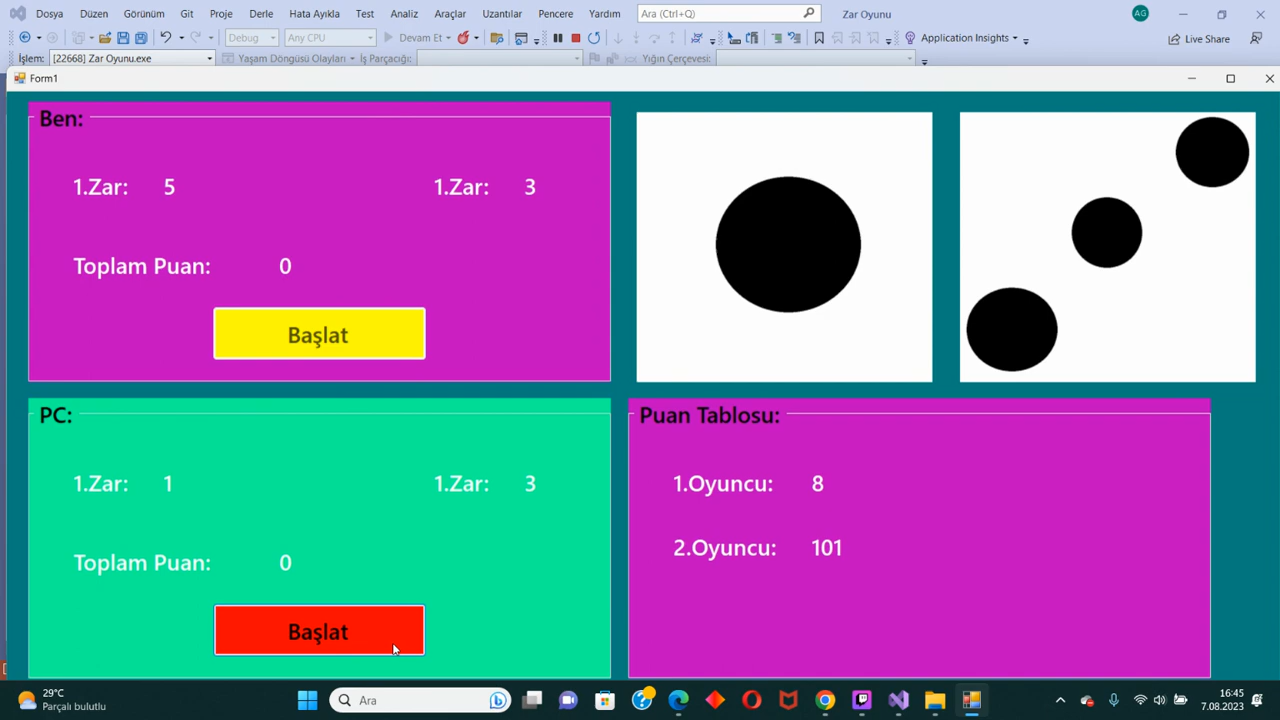 Dosya Düzen Görünüm Git Proje Derle Hata Ayıkla Test Analiz Araçlar Uzantılar Pencere Yardım Ara (Ctrl+Q) Zar Oyunu AG
Debug Any CPU Devam Et Application Insights Live Share
İşlem: [22668] Zar Oyunu.exe Yaşam Döngüsü Olayları İş Parçacığı: Yığın Çerçevesi:
Form1
Ben:
1.Zar: 5 1.Zar: 3
Toplam Puan: 0
Başlat
PC:
1.Zar: 1 1.Zar: 3
Toplam Puan: 0
Başlat
Puan Tablosu:
1.Oyuncu: 8
2.Oyuncu: 101
29°C
Parçalı bulutlu
Ara
16:45
7.08.2023